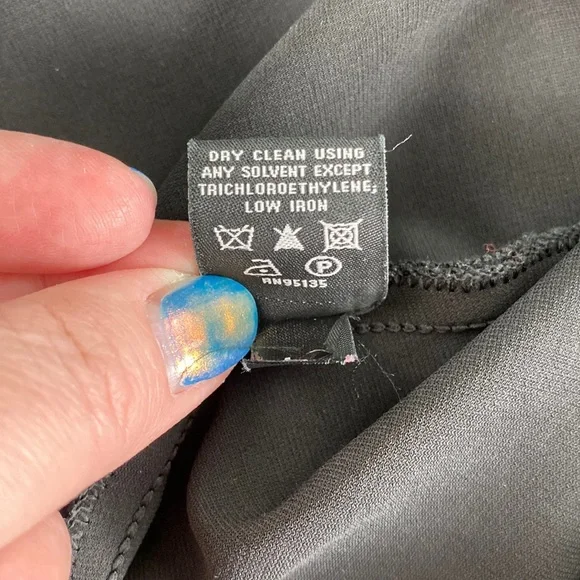 DRY CLEAN USING
ANY SOLVENT EXCEPT
TRICHLOROETHYLENE;
LOW IRON
P
RN95135